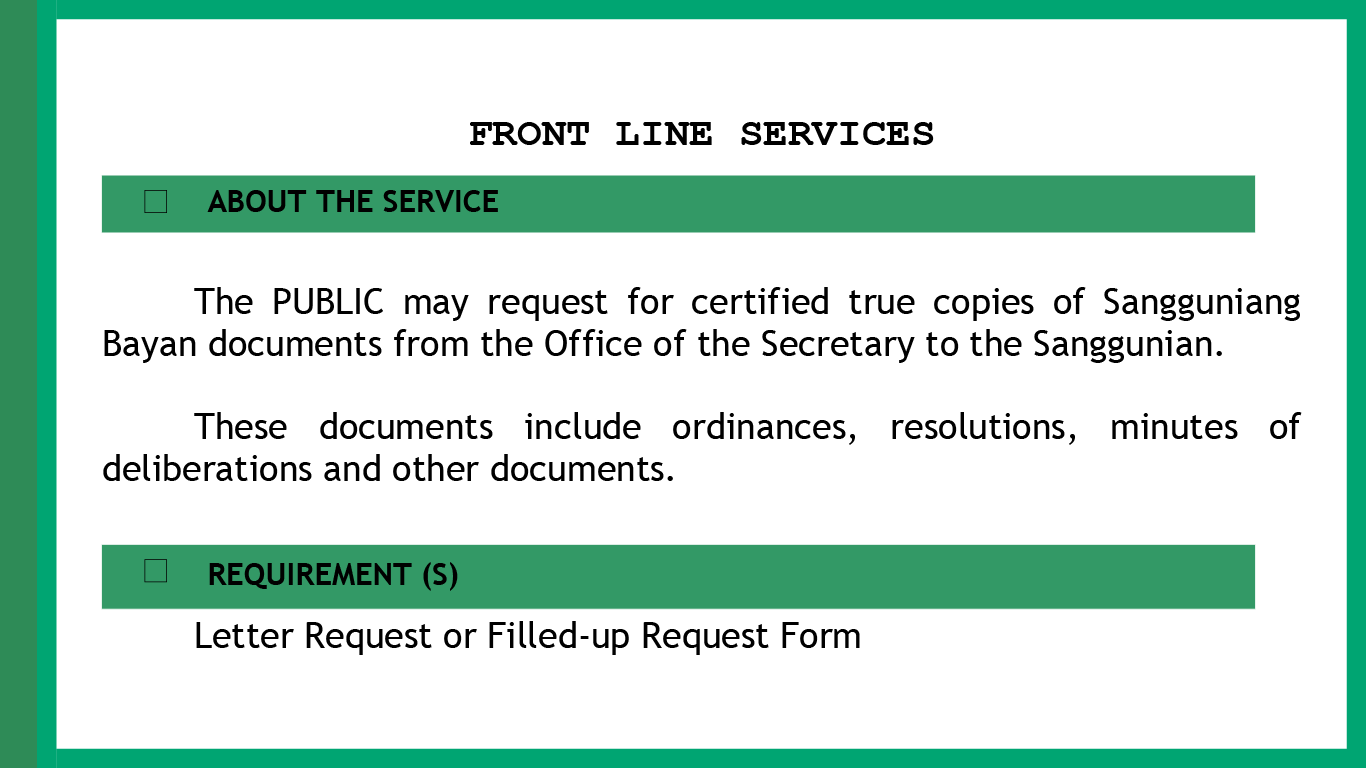 FRONT LINE SERVICES
ABOUT THE SERVICE
The PUBLIC may request for certified true copies of Sangguniang
Bayan documents from the Office of the Secretary to the Sanggunian.
These documents include ordinances, resolutions, minutes of
deliberations and other documents.
REQUIREMENT (S)
Letter Request or Filled-up Request Form